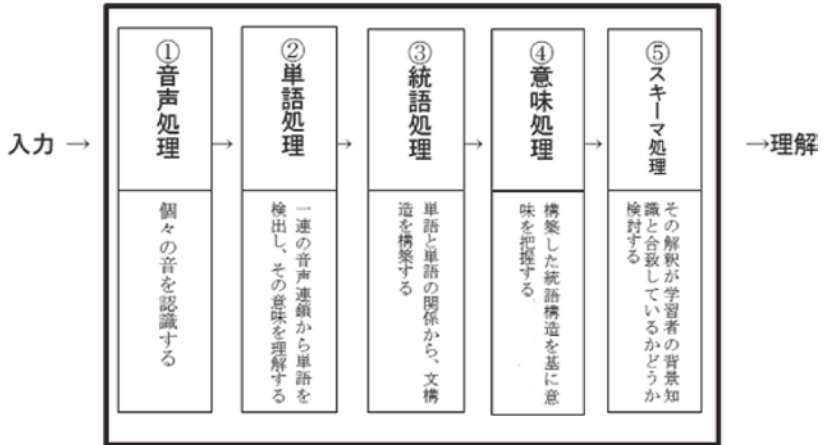 入力 →
①音声処理
個々の音を認識する
→
②単語処理
一連の音声連鎖から単語を
検出し、その意味を理解する
→
③統語処理
単語と単語の関係から、文構
造を構築する
→
④意味処理
構築した統語構造を基に意
味を把握する
→
⑤スキーマ処理
その解釈が学習者の背景知
識と合致しているかどうか
検討する
→理解